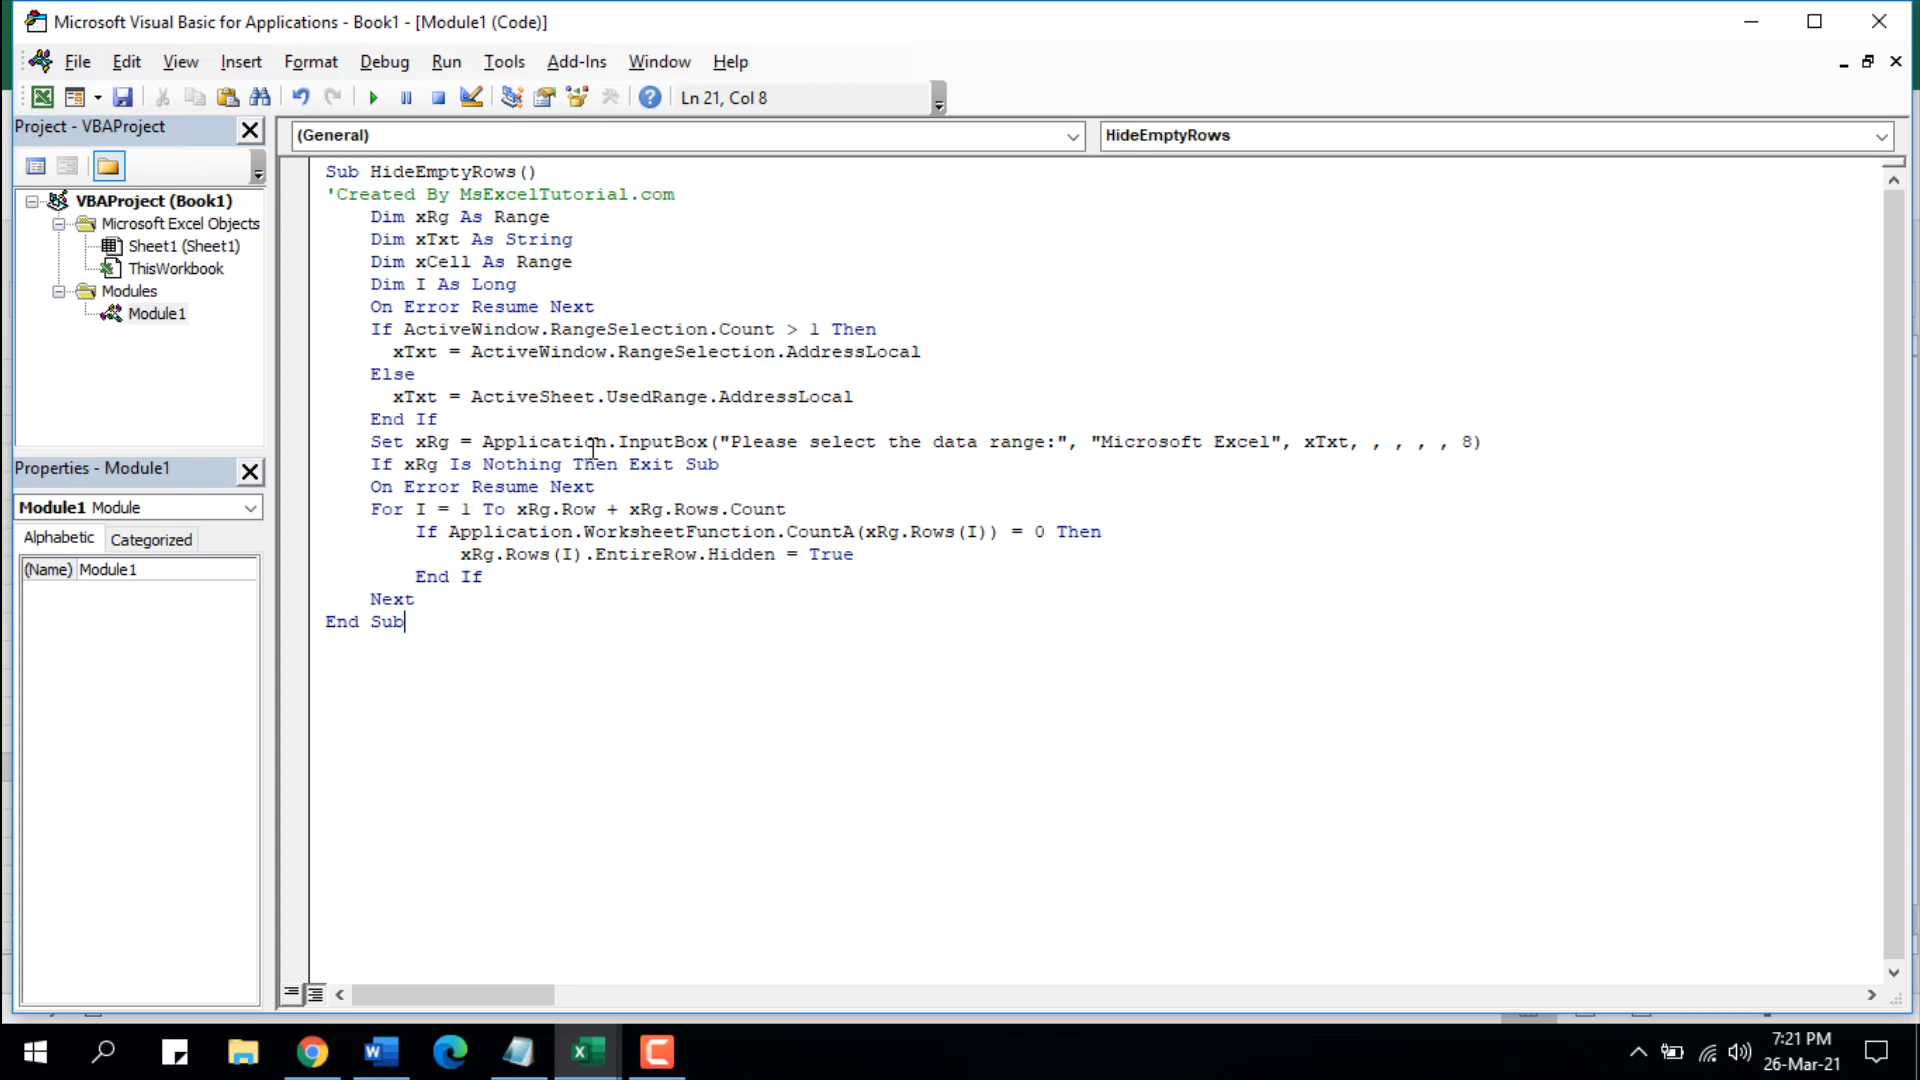 Microsoft Visual Basic for Applications - Book1 - [Module1 (Code)]
File Edit View Insert Format Debug Run Tools Add-Ins Window Help
Ln 21, Col 8
Project - VBAProject
VBAProject (Book1)
Microsoft Excel Objects
Sheet1 (Sheet1)
ThisWorkbook
Modules
Module1
Properties - Module1
Module1 Module
Alphabetic Categorized
(Name) Module1
(General) HideEmptyRows
Sub HideEmptyRows()
'Created By MsExcelTutorial.com
Dim xRg As Range
Dim xTxt As String
Dim xCell As Range
Dim I As Long
On Error Resume Next
If ActiveWindow.RangeSelection.Count > 1 Then
xTxt = ActiveWindow.RangeSelection.AddressLocal
Else
xTxt = ActiveSheet.UsedRange.AddressLocal
End If
Set xRg = Application.InputBox("Please select the data range:", "Microsoft Excel", xTxt, , , , , 8)
If xRg Is Nothing Then Exit Sub
On Error Resume Next
For I = 1 To xRg.Row + xRg.Rows.Count
If Application.WorksheetFunction.CountA(xRg.Rows(I)) = 0 Then
xRg.Rows(I).EntireRow.Hidden = True
End If
Next
End Sub
7:21 PM
26-Mar-21